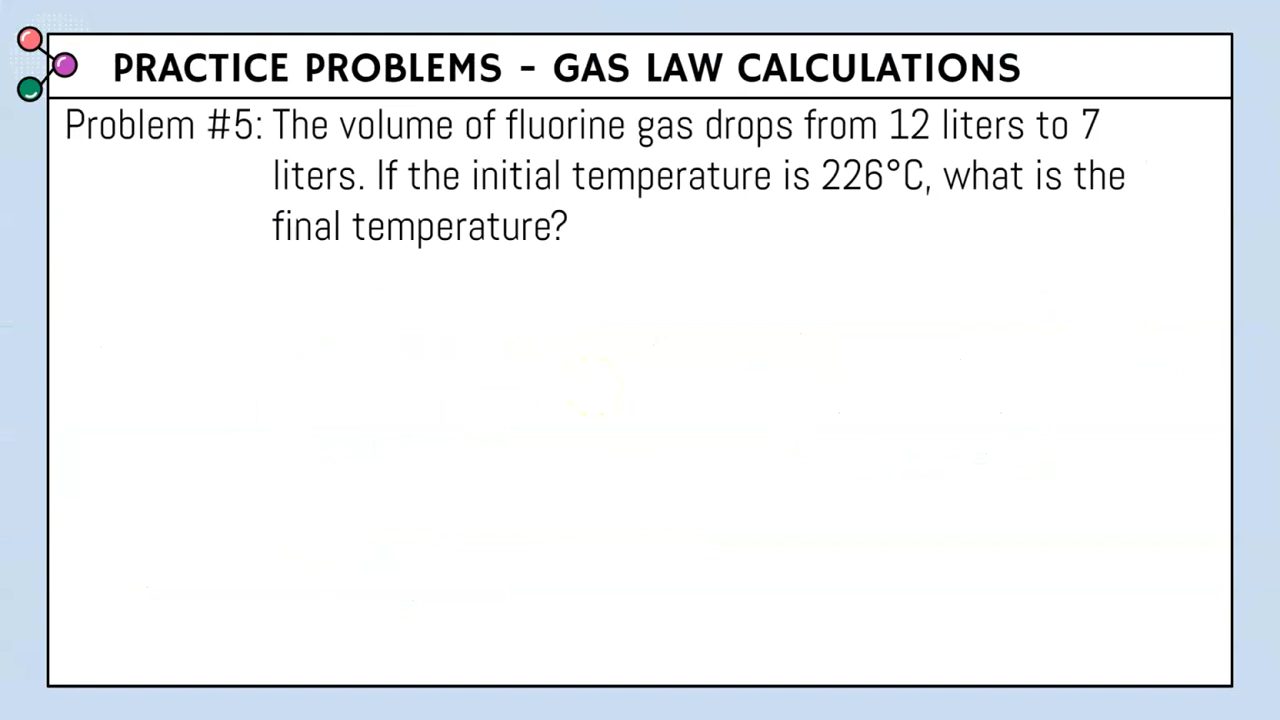 PRACTICE PROBLEMS - GAS LAW CALCULATIONS
Problem #5: The volume of fluorine gas drops from 12 liters to 7
liters. If the initial temperature is 226°C, what is the
final temperature?